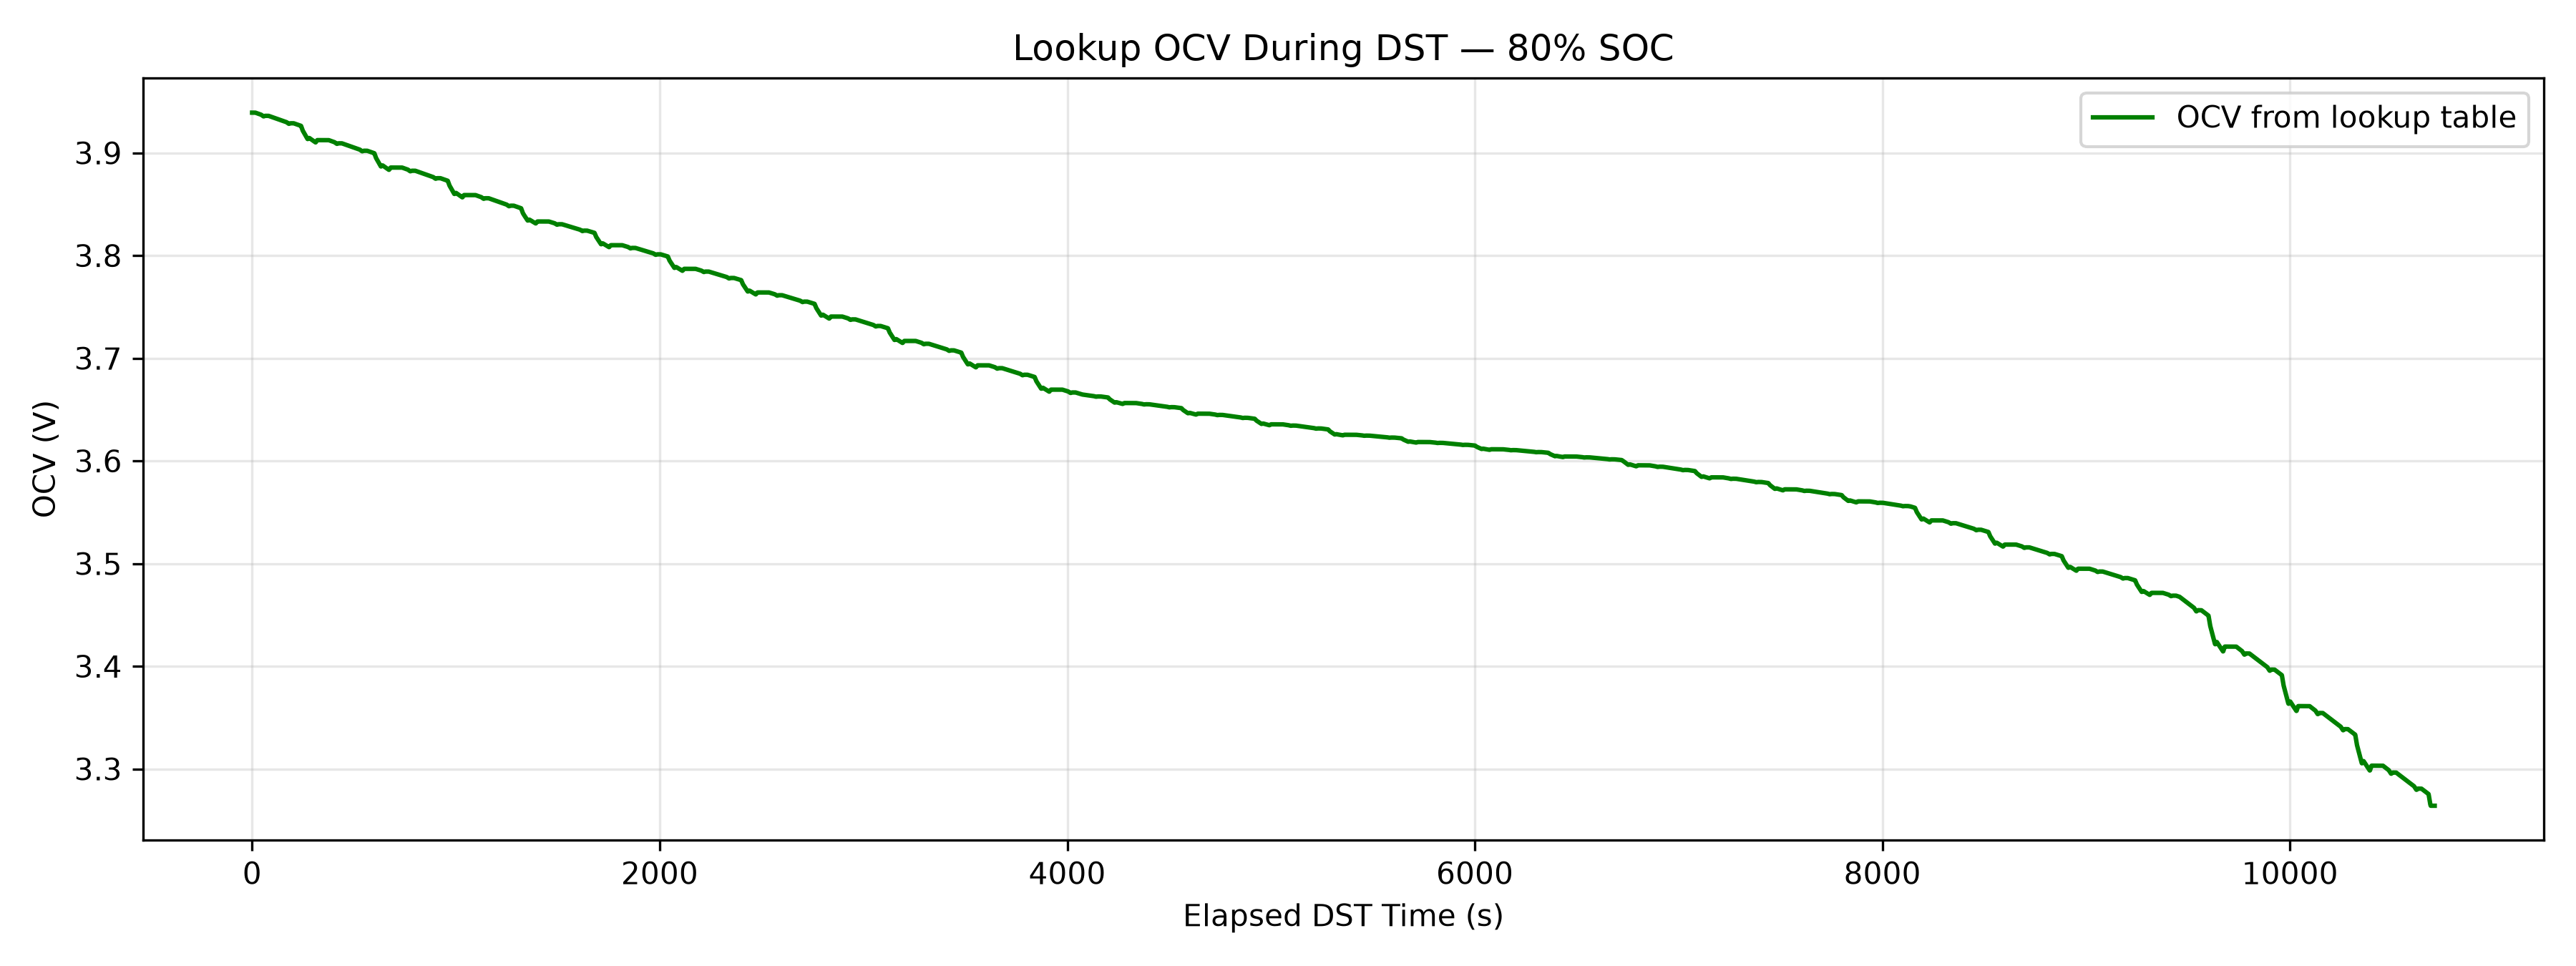 Lookup OCV During DST — 80% SOC
OCV from lookup table
OCV (V)
3.9
3.8
3.7
3.6
3.5
3.4
3.3
0 2000 4000 6000 8000 10000
Elapsed DST Time (s)